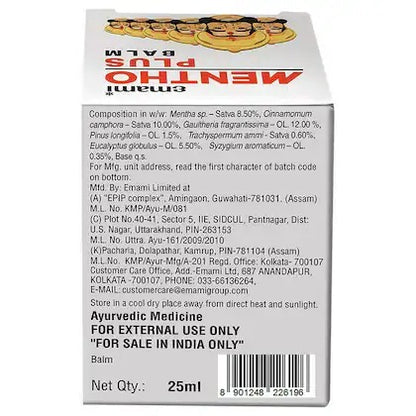 emami
MENTHO
PLUS
BALM
Composition in w/w: Mentha sp. – Satva 8.50%, Cinnamomum
camphora - Satva 10.00%, Gaultheria fragrantissima – OL. 12.00 %,
Pinus longifolia – OL. 1.5%, Trachyspermum ammi - Satva 0.60%,
Eucalyptus globulus – OL. 5.50%, Syzygium aromaticum – OL.
0.35%, Base q.s.
For Mfg. unit address, read the first character of batch code
on bottom.
Mfd. By: Emami Limited at
(A) "EPIP complex", Amingaon, Guwahati-781031. (Assam)
M.L. No. KMP/Ayu-M/081
(C) Plot No.40-41, Sector 5, IIE, SIDCUL, Pantnagar, Dist:
U.S. Nagar, Uttarakhand, PIN-263153
M.L. No. Uttra. Ayu-161/2009/2010
(K)Pacharia, Dolapathar, Kamrup, PIN-781104 (Assam)
M.L. No. KMP/Ayur-Mfg/A-201 Regd. Office: Kolkata - 700107
Customer Care Office, Add.-Emami Ltd, 687 ANANDAPUR,
KOLKATA - 700107, PHONE: 033-66136264,
E-MAIL: customercare@emamigroup.com
Store in a cool dry place away from direct heat and sunlight.
Ayurvedic Medicine
FOR EXTERNAL USE ONLY
"FOR SALE IN INDIA ONLY"
Balm
Net Qty.: 25ml
8 901248 226196